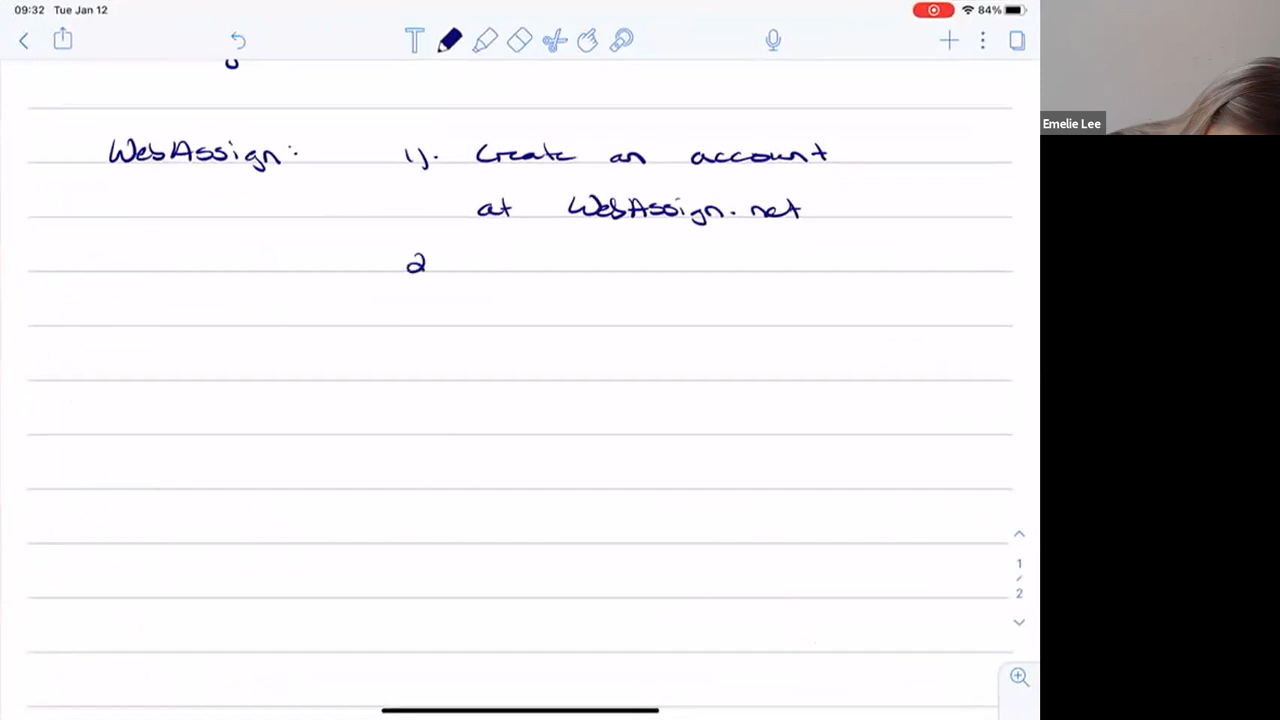 09:32 Tue Jan 12
84%
Emelie Lee
WebAssign: 1). Create an account
at WebAssign.net
2
1
2